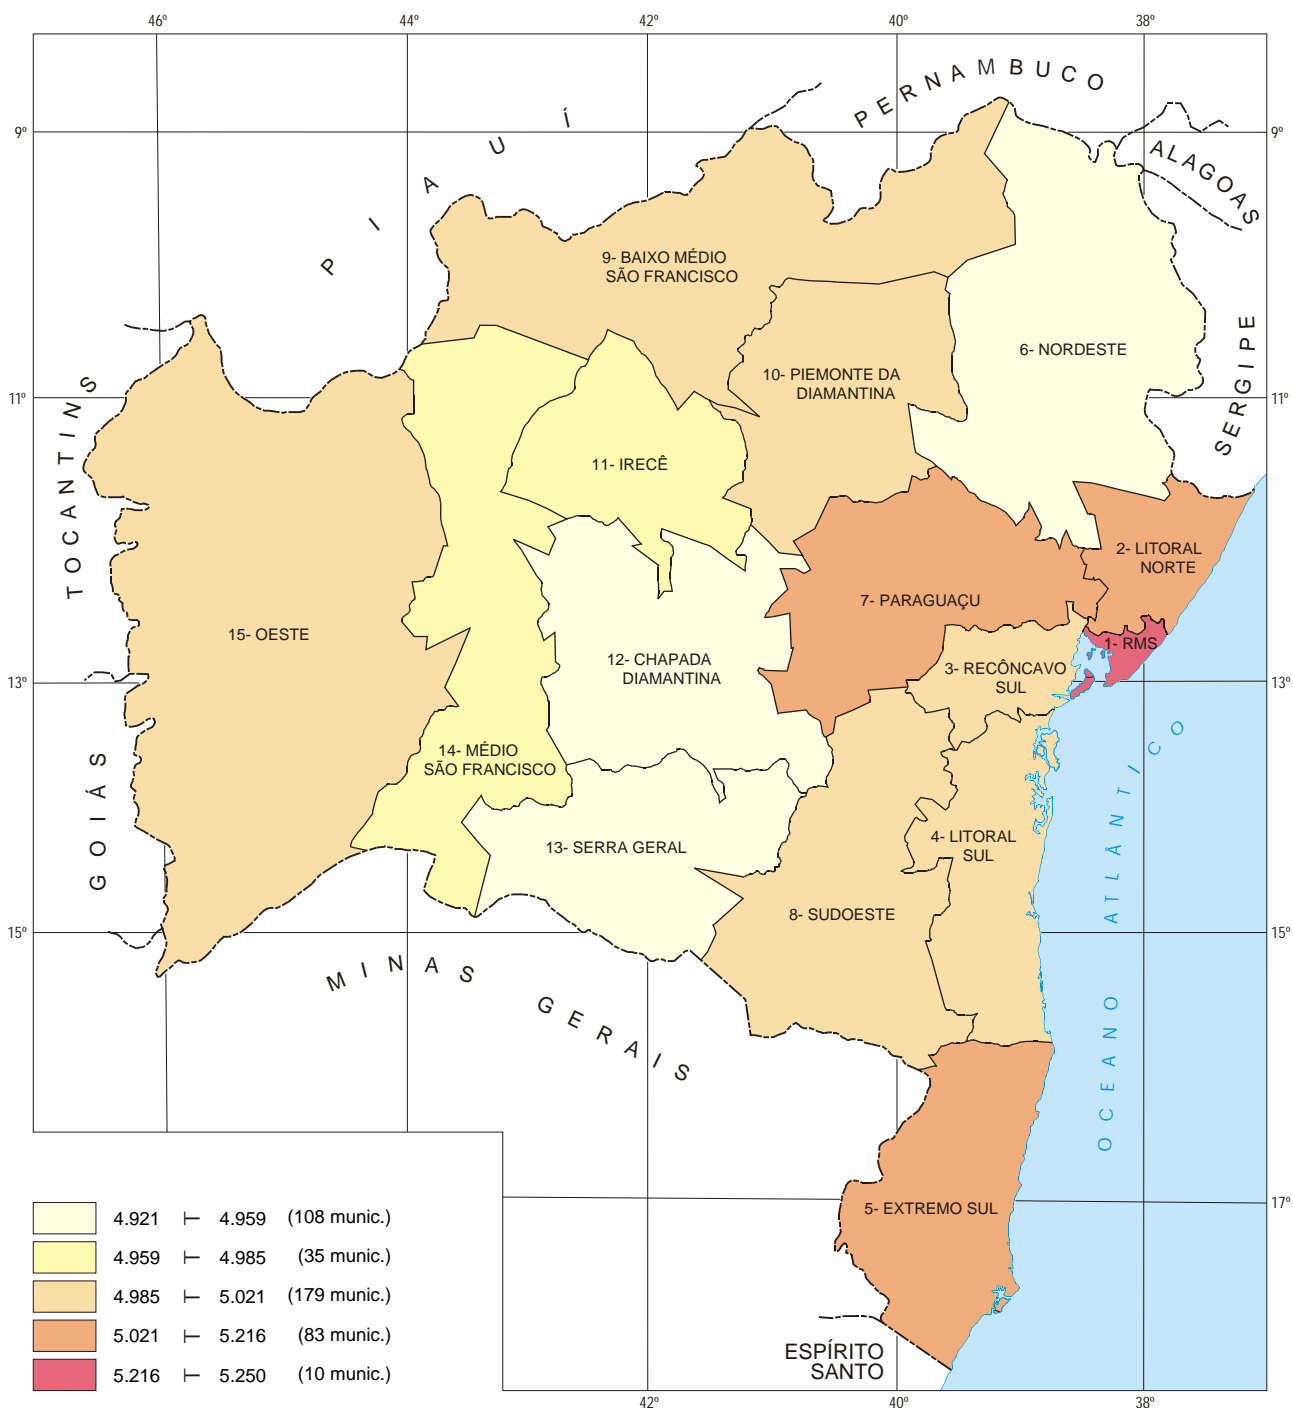 46º 44º 42º 40º 38º
PERNAMBUCO
9º 9º
PIAUÍ
ALAGOAS
9- BAIXO MÉDIO
SÃO FRANCISCO
SERGIPE
6- NORDESTE
10- PIEMONTE DA
DIAMANTINA
11º 11º
TOCANTINS
11- IRECÊ
2- LITORAL
NORTE
7- PARAGUAÇU
15- OESTE
1- RMS
12- CHAPADA
DIAMANTINA
3- RECÔNCAVO
SUL
13º 13º
14- MÉDIO
SÃO FRANCISCO
GOIÁS
OCEANO ATLÂNTICO
4- LITORAL
SUL
13- SERRA GERAL
8- SUDOESTE
15º 15º
MINAS GERAIS
17º
5- EXTREMO SUL
4.921 ⊢ 4.959 (108 munic.)
4.959 ⊢ 4.985 (35 munic.)
4.985 ⊢ 5.021 (179 munic.)
5.021 ⊢ 5.216 (83 munic.)
5.216 ⊢ 5.250 (10 munic.)
ESPÍRITO
SANTO
42º 40º 38º